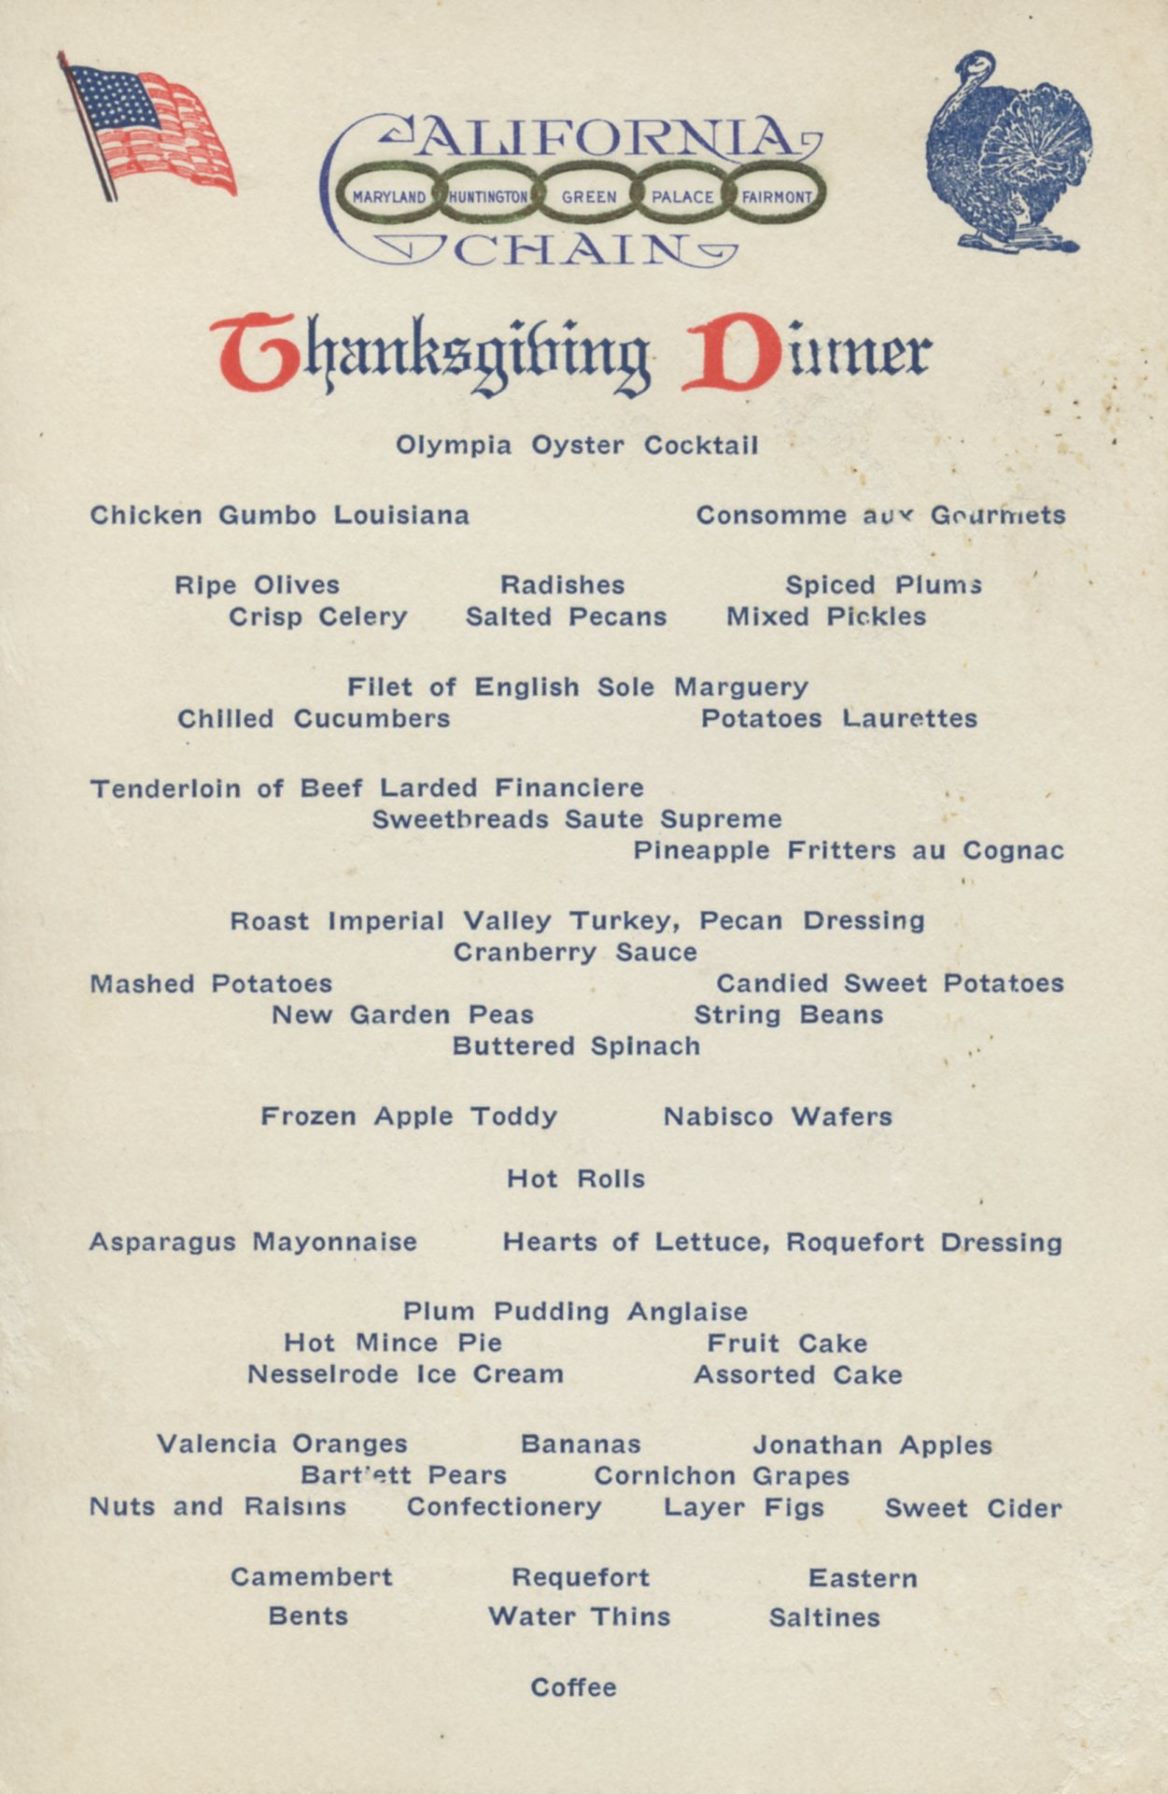 CALIFORNIA
MARYLAND HUNTINGTON GREEN PALACE FAIRMONT
CHAIN
Thanksgiving Dinner
Olympia Oyster Cocktail
Chicken Gumbo Louisiana Consomme aux Gourmets
Ripe Olives Radishes Spiced Plums
Crisp Celery Salted Pecans Mixed Pickles
Filet of English Sole Marguery
Chilled Cucumbers Potatoes Laurettes
Tenderloin of Beef Larded Financiere
Sweetbreads Saute Supreme
Pineapple Fritters au Cognac
Roast Imperial Valley Turkey, Pecan Dressing
Cranberry Sauce
Mashed Potatoes Candied Sweet Potatoes
New Garden Peas String Beans
Buttered Spinach
Frozen Apple Toddy Nabisco Wafers
Hot Rolls
Asparagus Mayonnaise Hearts of Lettuce, Roquefort Dressing
Plum Pudding Anglaise
Hot Mince Pie Fruit Cake
Nesselrode Ice Cream Assorted Cake
Valencia Oranges Bananas Jonathan Apples
Bartlett Pears Cornichon Grapes
Nuts and Raisins Confectionery Layer Figs Sweet Cider
Camembert Requefort Eastern
Bents Water Thins Saltines
Coffee